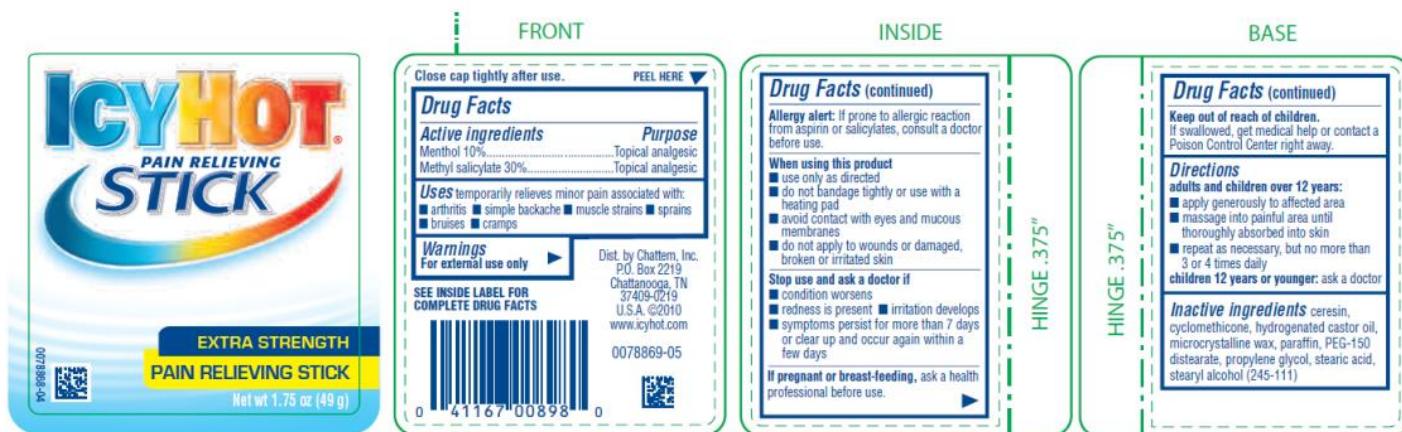 ICYHOT®
PAIN RELIEVING
STICK
EXTRA STRENGTH
PAIN RELIEVING STICK
Net wt 1.75 oz (49 g)
0078868-04
FRONT
Close cap tightly after use. PEEL HERE
Drug Facts
Active ingredients Purpose
Menthol 10%......................................Topical analgesic
Methyl salicylate 30%.........................Topical analgesic
Uses temporarily relieves minor pain associated with:
■ arthritis ■ simple backache ■ muscle strains ■ sprains
■ bruises ■ cramps
Warnings
For external use only
SEE INSIDE LABEL FOR
COMPLETE DRUG FACTS
0 41167 00898 0
Dist. by Chattem, Inc.
P.O. Box 2219
Chattanooga, TN
37409-0219
U.S.A. ©2010
www.icyhot.com
0078869-05
INSIDE
Drug Facts (continued)
Allergy alert: If prone to allergic reaction
from aspirin or salicylates, consult a doctor
before use.
When using this product
■ use only as directed
■ do not bandage tightly or use with a
heating pad
■ avoid contact with eyes and mucous
membranes
■ do not apply to wounds or damaged,
broken or irritated skin
Stop use and ask a doctor if
■ condition worsens
■ redness is present ■ irritation develops
■ symptoms persist for more than 7 days
or clear up and occur again within a
few days
If pregnant or breast-feeding, ask a health
professional before use.
HINGE .375"
BASE
HINGE .375"
Drug Facts (continued)
Keep out of reach of children.
If swallowed, get medical help or contact a
Poison Control Center right away.
Directions
adults and children over 12 years:
■ apply generously to affected area
■ massage into painful area until
thoroughly absorbed into skin
■ repeat as necessary, but no more than
3 or 4 times daily
children 12 years or younger: ask a doctor
Inactive ingredients ceresin,
cyclomethicone, hydrogenated castor oil,
microcrystalline wax, paraffin, PEG-150
distearate, propylene glycol, stearic acid,
stearyl alcohol (245-111)